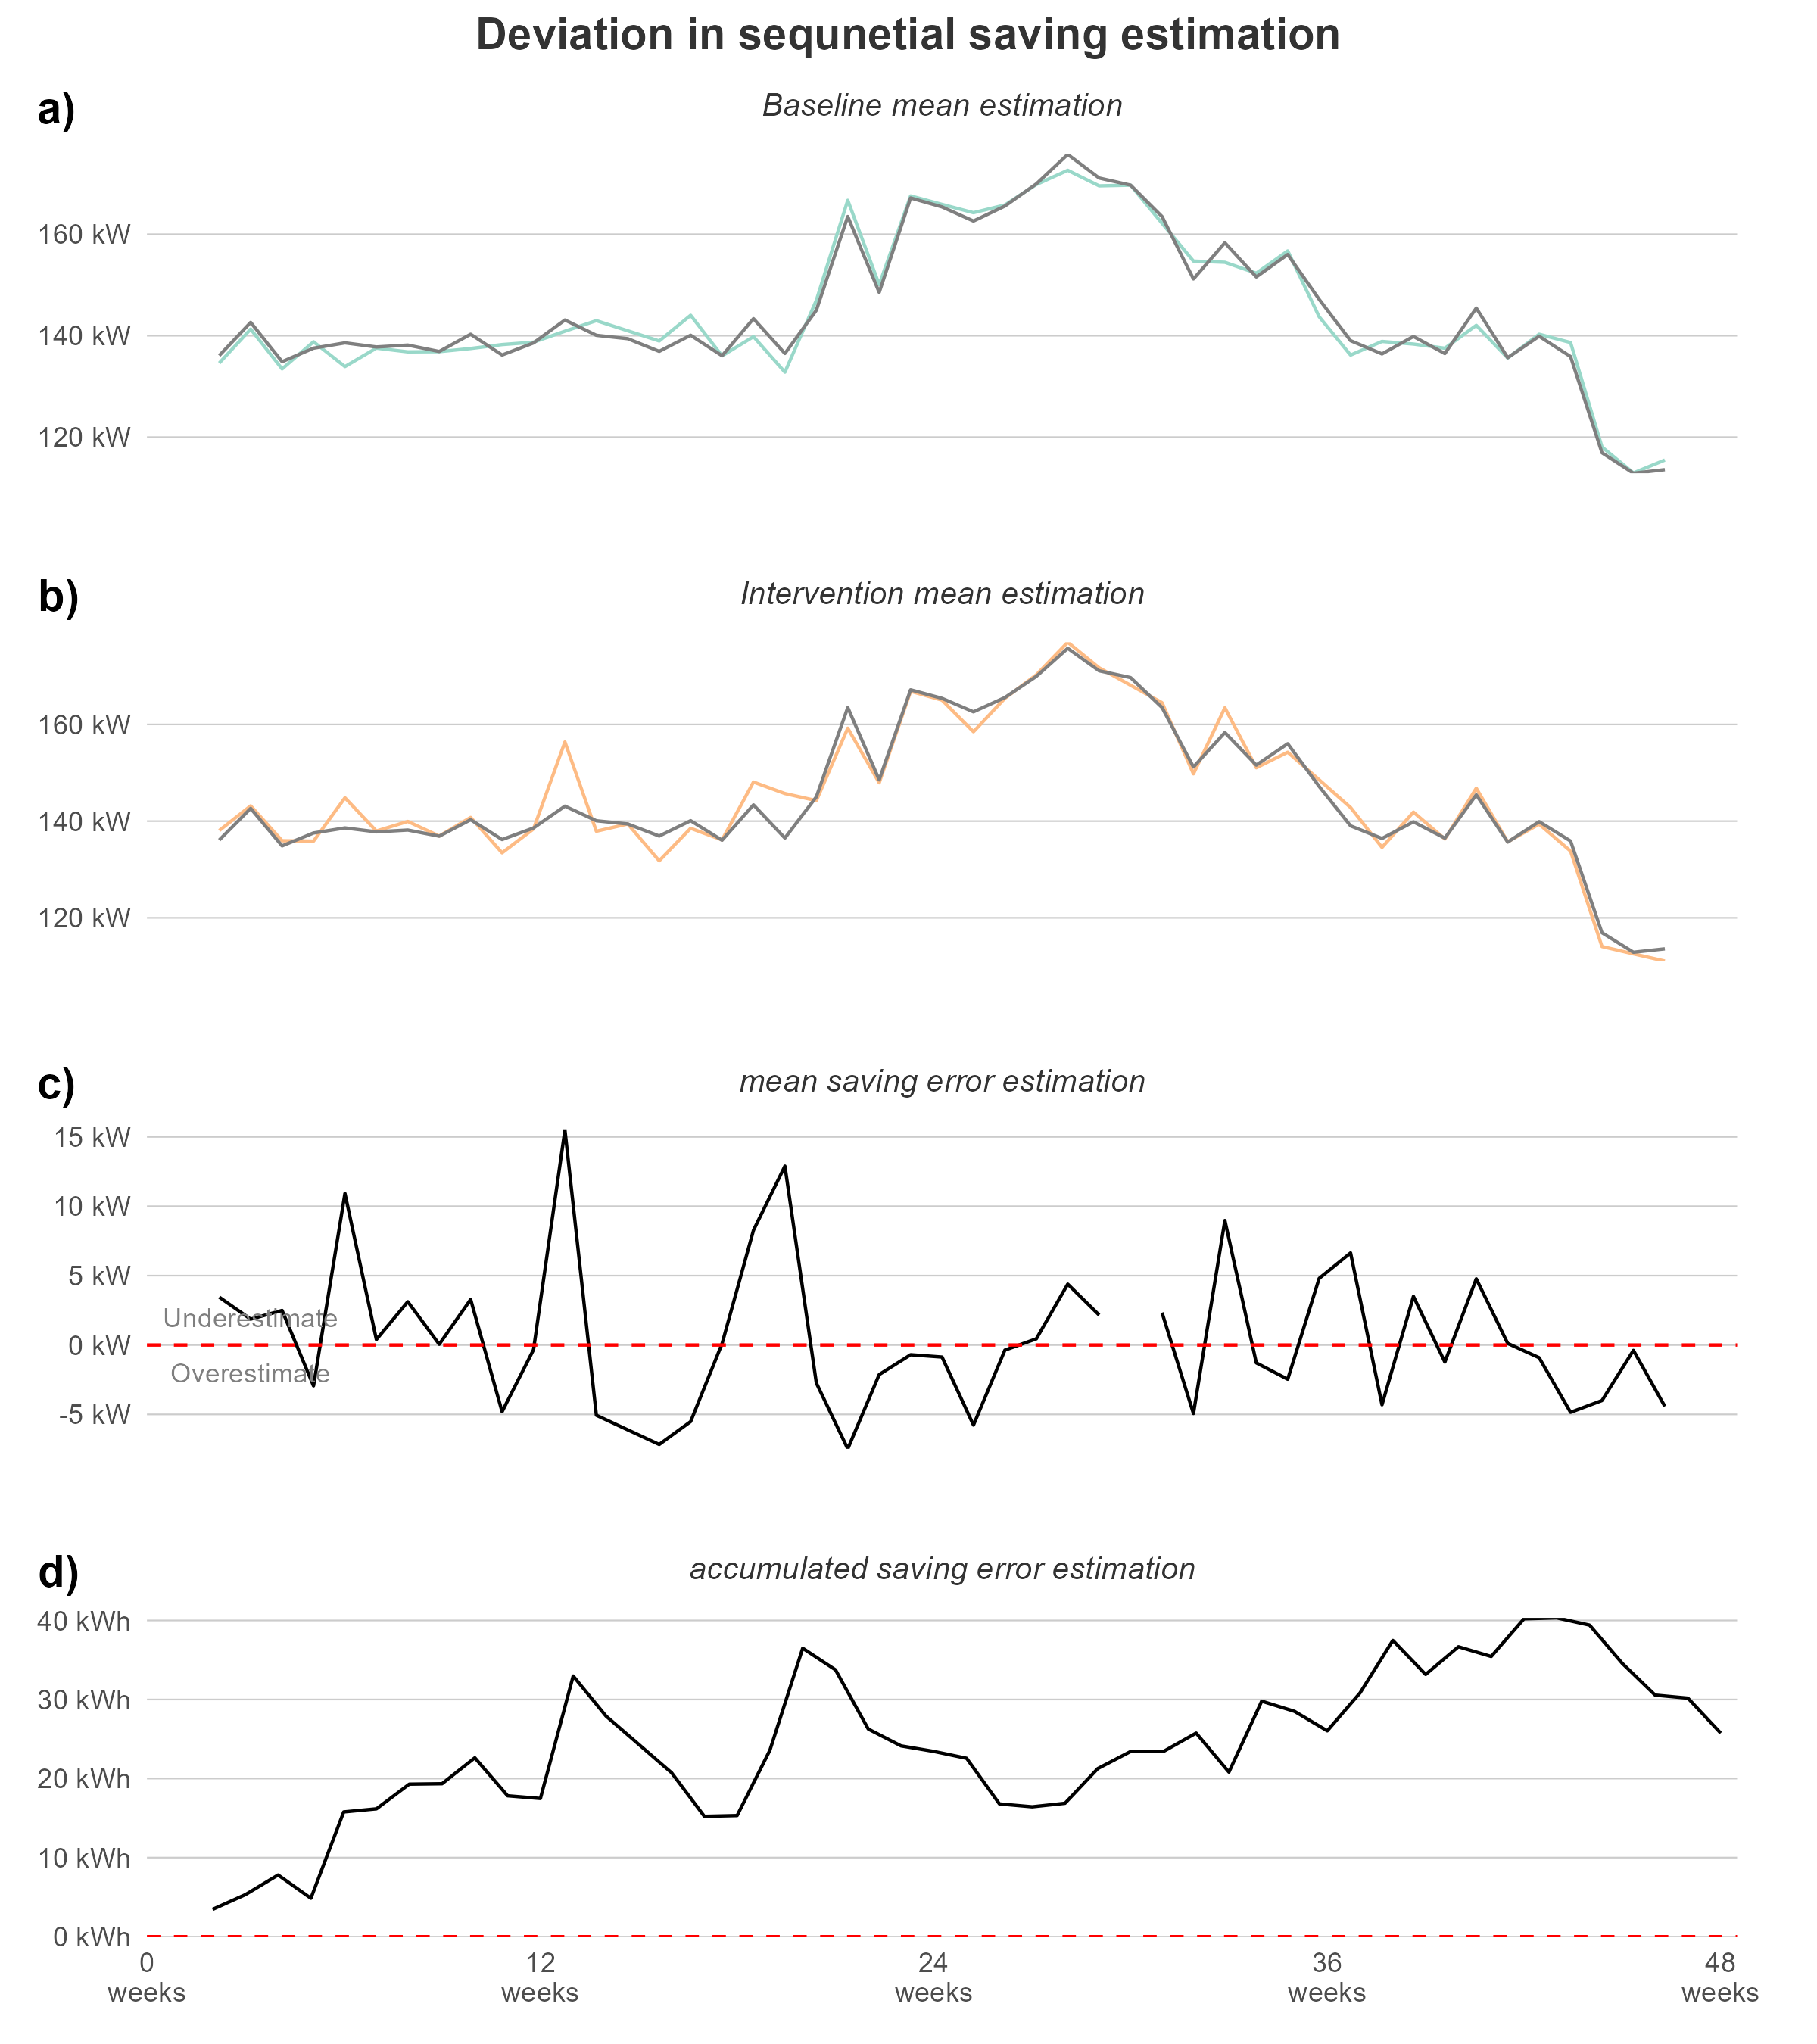 Deviation in sequnetial saving estimation
a)
Baseline mean estimation
160 kW
140 kW
120 kW
b)
Intervention mean estimation
160 kW
140 kW
120 kW
c)
mean saving error estimation
15 kW
10 kW
5 kW
Underestimate
0 kW
Overestimate
-5 kW
d)
accumulated saving error estimation
40 kWh
30 kWh
20 kWh
10 kWh
0 kWh
0 12 24 36 48
weeks weeks weeks weeks weeks